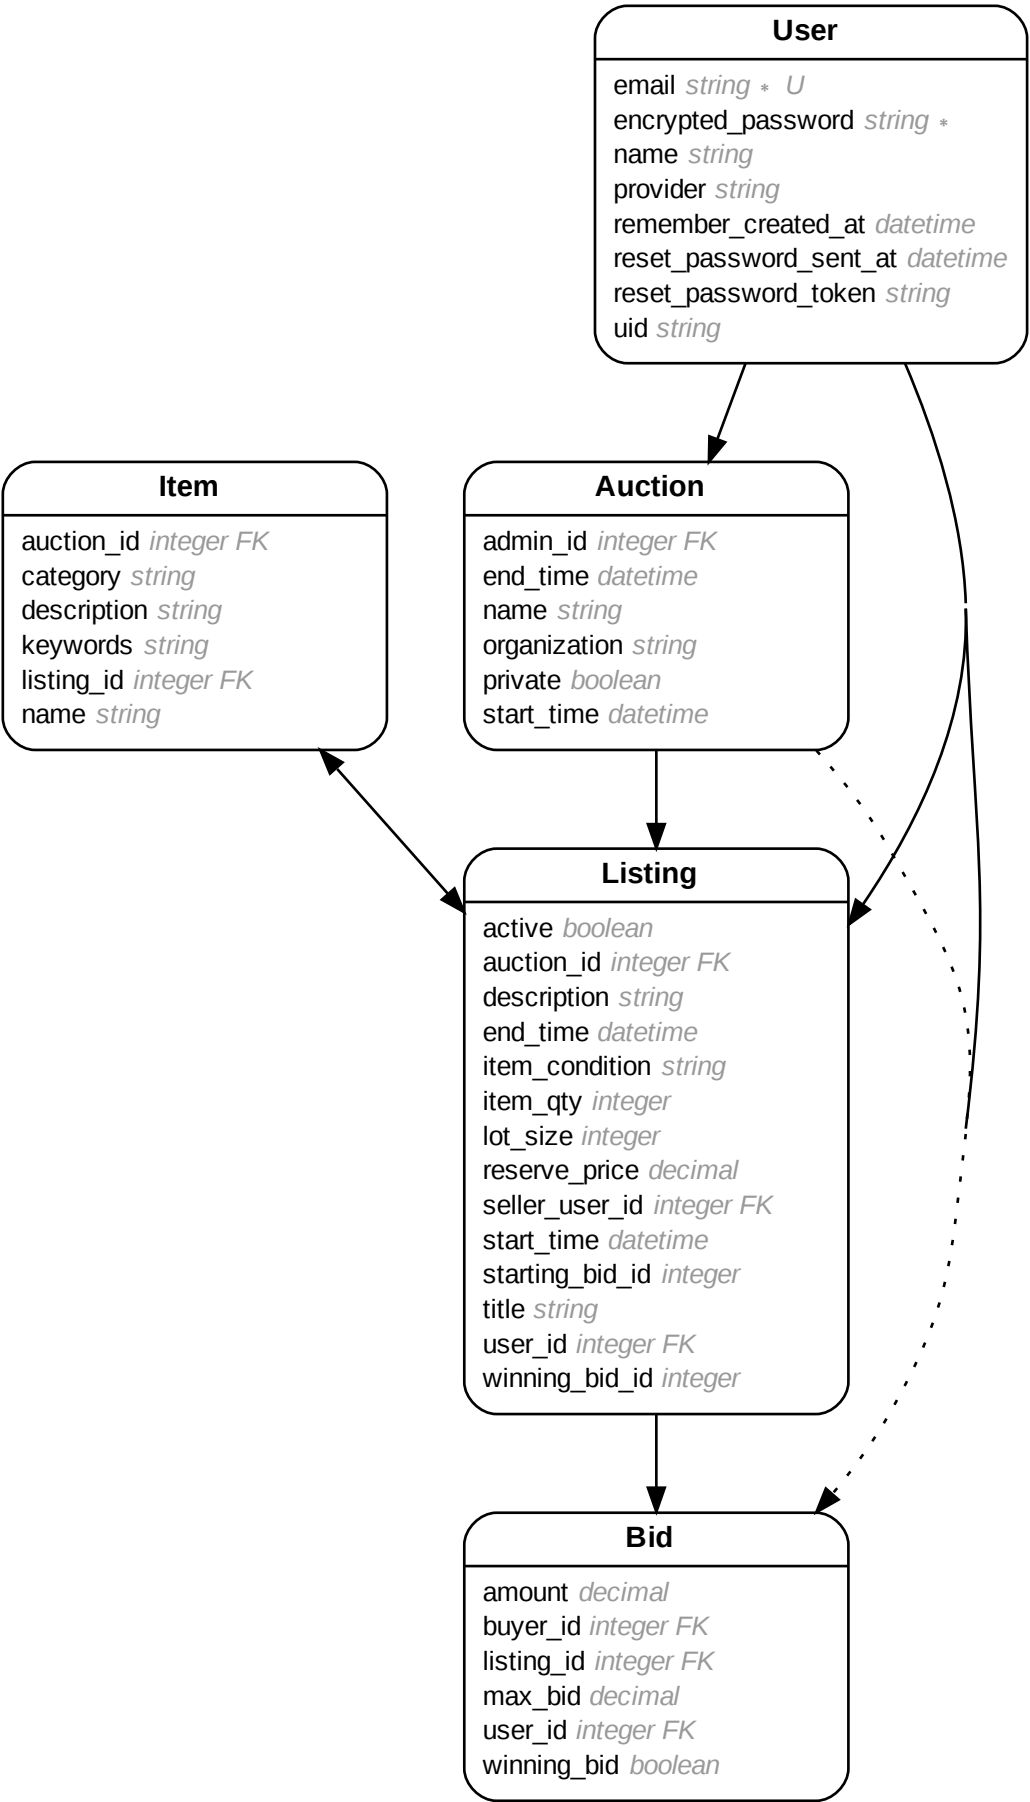 User
email string * U
encrypted_password string *
name string
provider string
remember_created_at datetime
reset_password_sent_at datetime
reset_password_token string
uid string
Item
auction_id integer FK
category string
description string
keywords string
listing_id integer FK
name string
Auction
admin_id integer FK
end_time datetime
name string
organization string
private boolean
start_time datetime
Listing
active boolean
auction_id integer FK
description string
end_time datetime
item_condition string
item_qty integer
lot_size integer
reserve_price decimal
seller_user_id integer FK
start_time datetime
starting_bid_id integer
title string
user_id integer FK
winning_bid_id integer
Bid
amount decimal
buyer_id integer FK
listing_id integer FK
max_bid decimal
user_id integer FK
winning_bid boolean